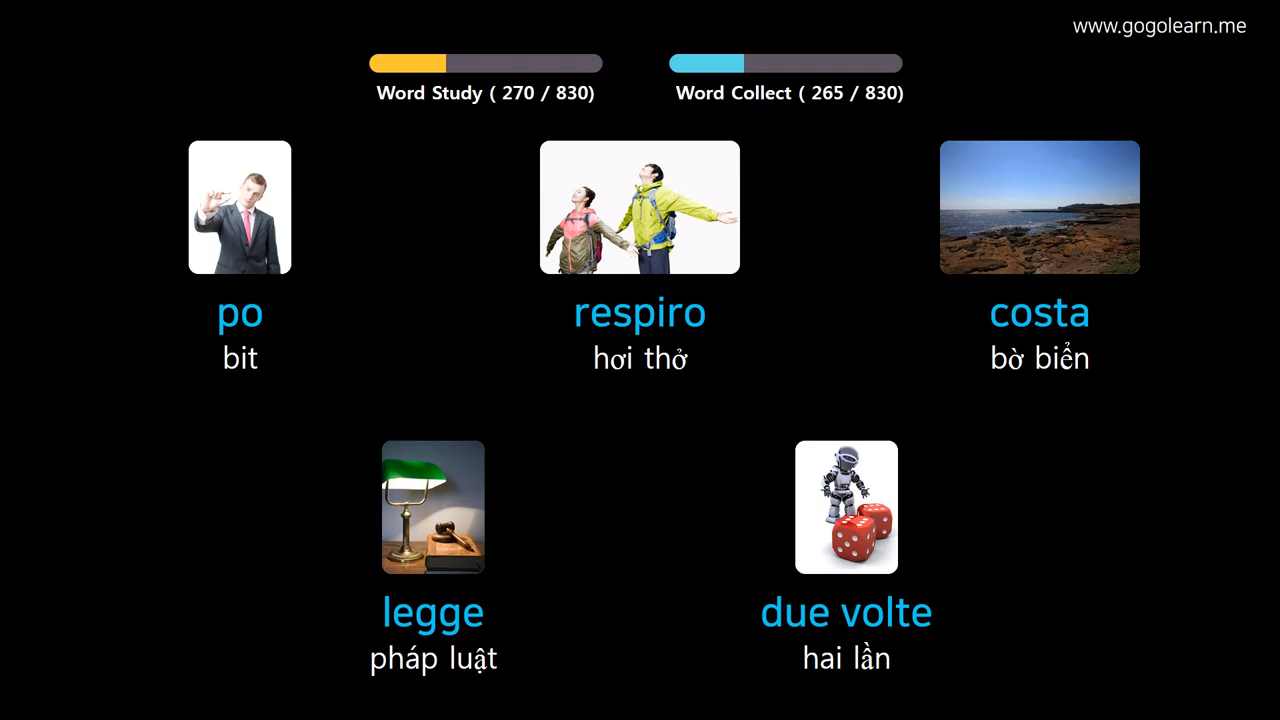 www.gogolearn.me
Word Study ( 270 / 830)
Word Collect ( 265 / 830)
po
bit
respiro
hơi thở
costa
bờ biển
legge
pháp luật
due volte
hai lần